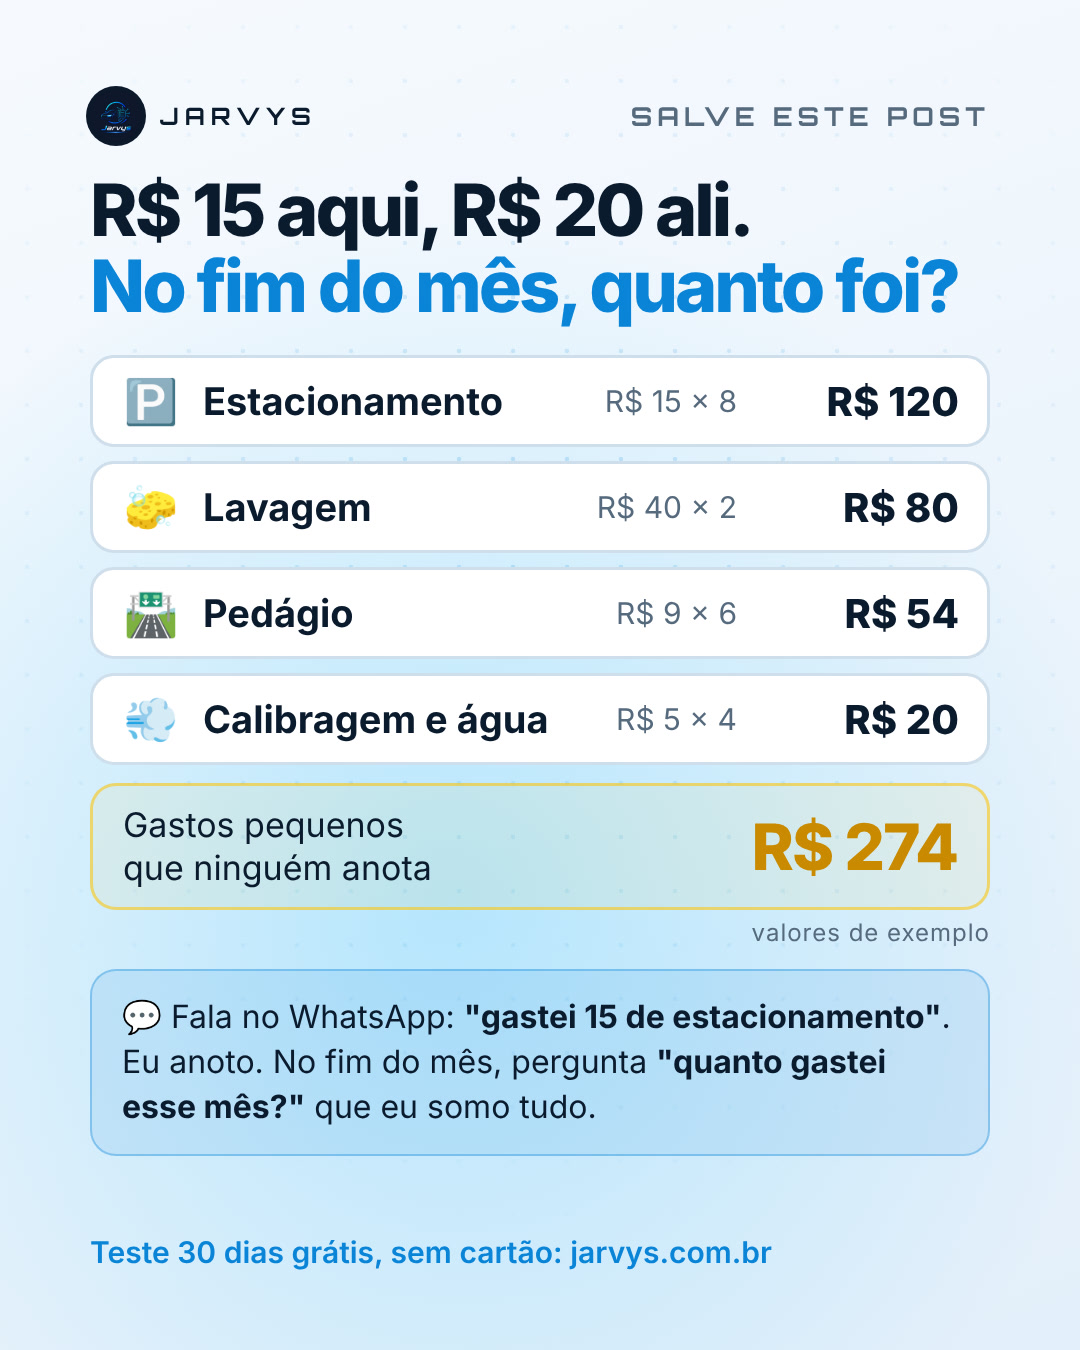 Jarvys
JARVYS
SALVE ESTE POST
R$ 15 aqui, R$ 20 ali.
No fim do mês, quanto foi?
P Estacionamento R$ 15 × 8 R$ 120
Lavagem R$ 40 × 2 R$ 80
Pedágio R$ 9 × 6 R$ 54
Calibragem e água R$ 5 × 4 R$ 20
Gastos pequenos
que ninguém anota
R$ 274
valores de exemplo
Fala no WhatsApp: "gastei 15 de estacionamento".
Eu anoto. No fim do mês, pergunta "quanto gastei
esse mês?" que eu somo tudo.
Teste 30 dias grátis, sem cartão: jarvys.com.br